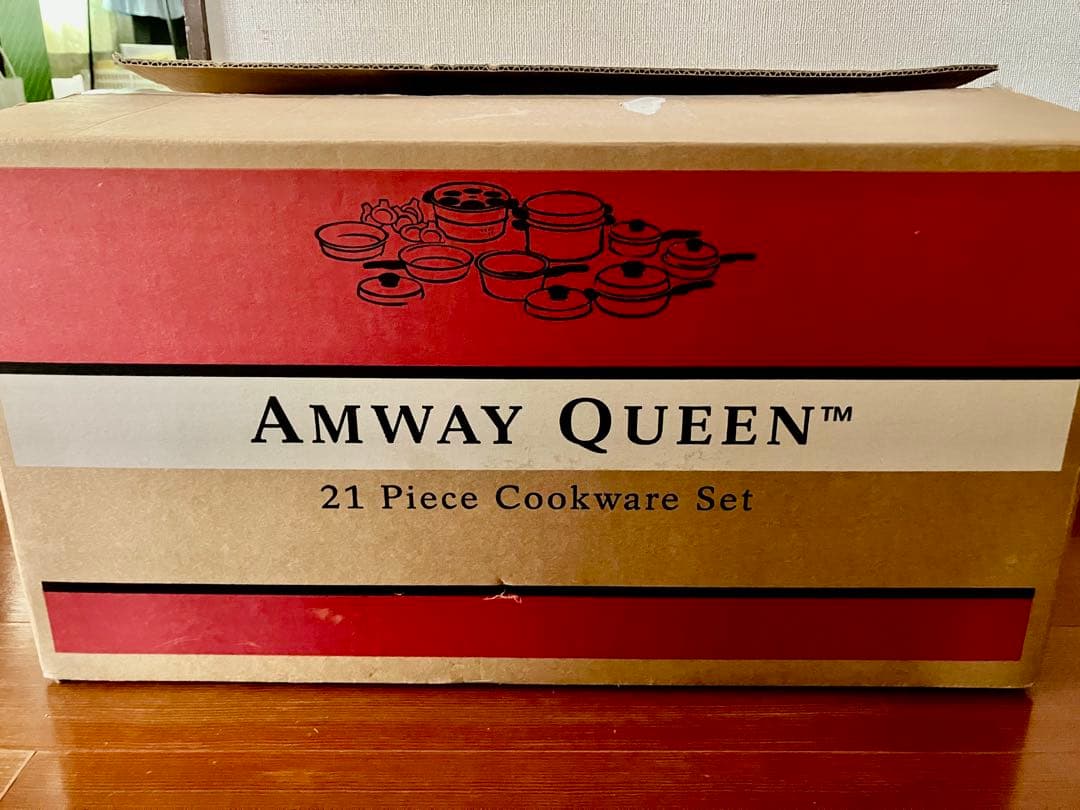 AMWAY QUEEN™
21 Piece Cookware Set